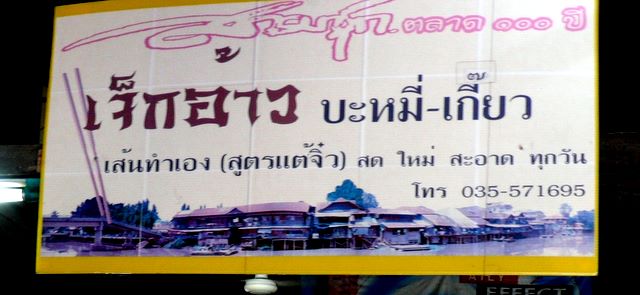 สามชุก ตลาด ๑๐๐ ปี
เจ็กอ้าว บะหมี่-เกี๊ยว
เส้นทำเอง (สูตรแต้จิ๋ว) สด ใหม่ สะอาด ทุกวัน
โทร 035-571695
EFFECT